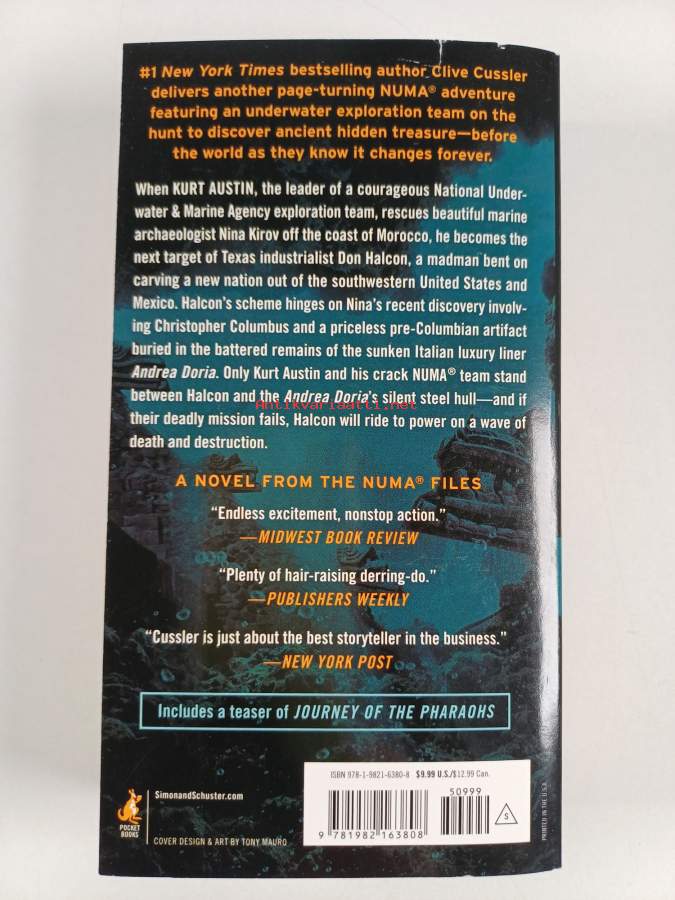 #1 New York Times bestselling author Clive Cussler
delivers another page-turning NUMA® adventure
featuring an underwater exploration team on the
hunt to discover ancient hidden treasure—before
the world as they know it changes forever.
When KURT AUSTIN, the leader of a courageous National Under-
water & Marine Agency exploration team, rescues beautiful marine
archaeologist Nina Kirov off the coast of Morocco, he becomes the
next target of Texas industrialist Don Halcon, a madman bent on
carving a new nation out of the southwestern United States and
Mexico. Halcon's scheme hinges on Nina's recent discovery involv-
ing Christopher Columbus and a priceless pre-Columbian artifact
buried in the battered remains of the sunken Italian luxury liner
Andrea Doria. Only Kurt Austin and his crack NUMA® team stand
between Halcon and the Andrea Doria's silent steel hull—and if
Antikvariaatti.net
their deadly mission fails, Halcon will ride to power on a wave of
death and destruction.
A NOVEL FROM THE NUMA® FILES
"Endless excitement, nonstop action."
—MIDWEST BOOK REVIEW
"Plenty of hair-raising derring-do."
—PUBLISHERS WEEKLY
"Cussler is just about the best storyteller in the business."
—NEW YORK POST
Includes a teaser of JOURNEY OF THE PHARAOHS
ISBN 978-1-9821-6380-8 $9.99 U.S./$12.99 Can.
50999
9 781982 163808
S
SimonandSchuster.com
POCKET
BOOKS
COVER DESIGN & ART BY TONY MAURO
PRINTED IN THE U.S.A.